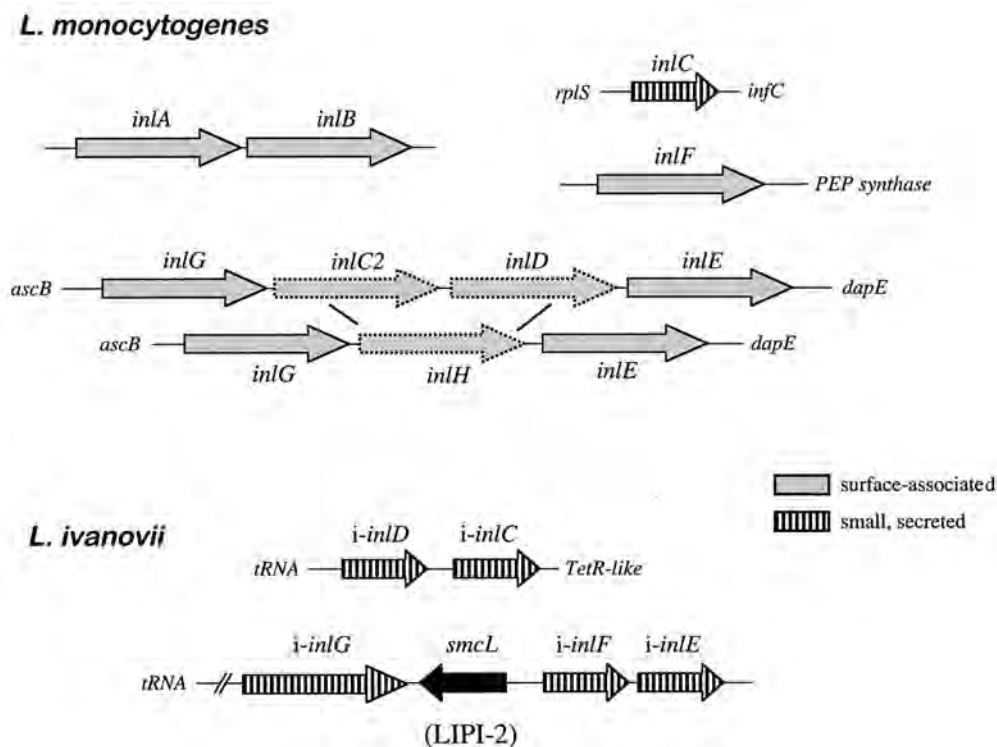 L. monocytogenes
inlC
rplS
infC
inlA
inlB
inlF
PEP synthase
inlG
inlC2
inlD
inlE
ascB
dapE
ascB
dapE
inlG
inlH
inlE
surface-associated
small, secreted
L. ivanovii
i-inlD
i-inlC
tRNA
TetR-like
i-inlG
smcL
i-inlF
i-inlE
tRNA
(LIPI-2)